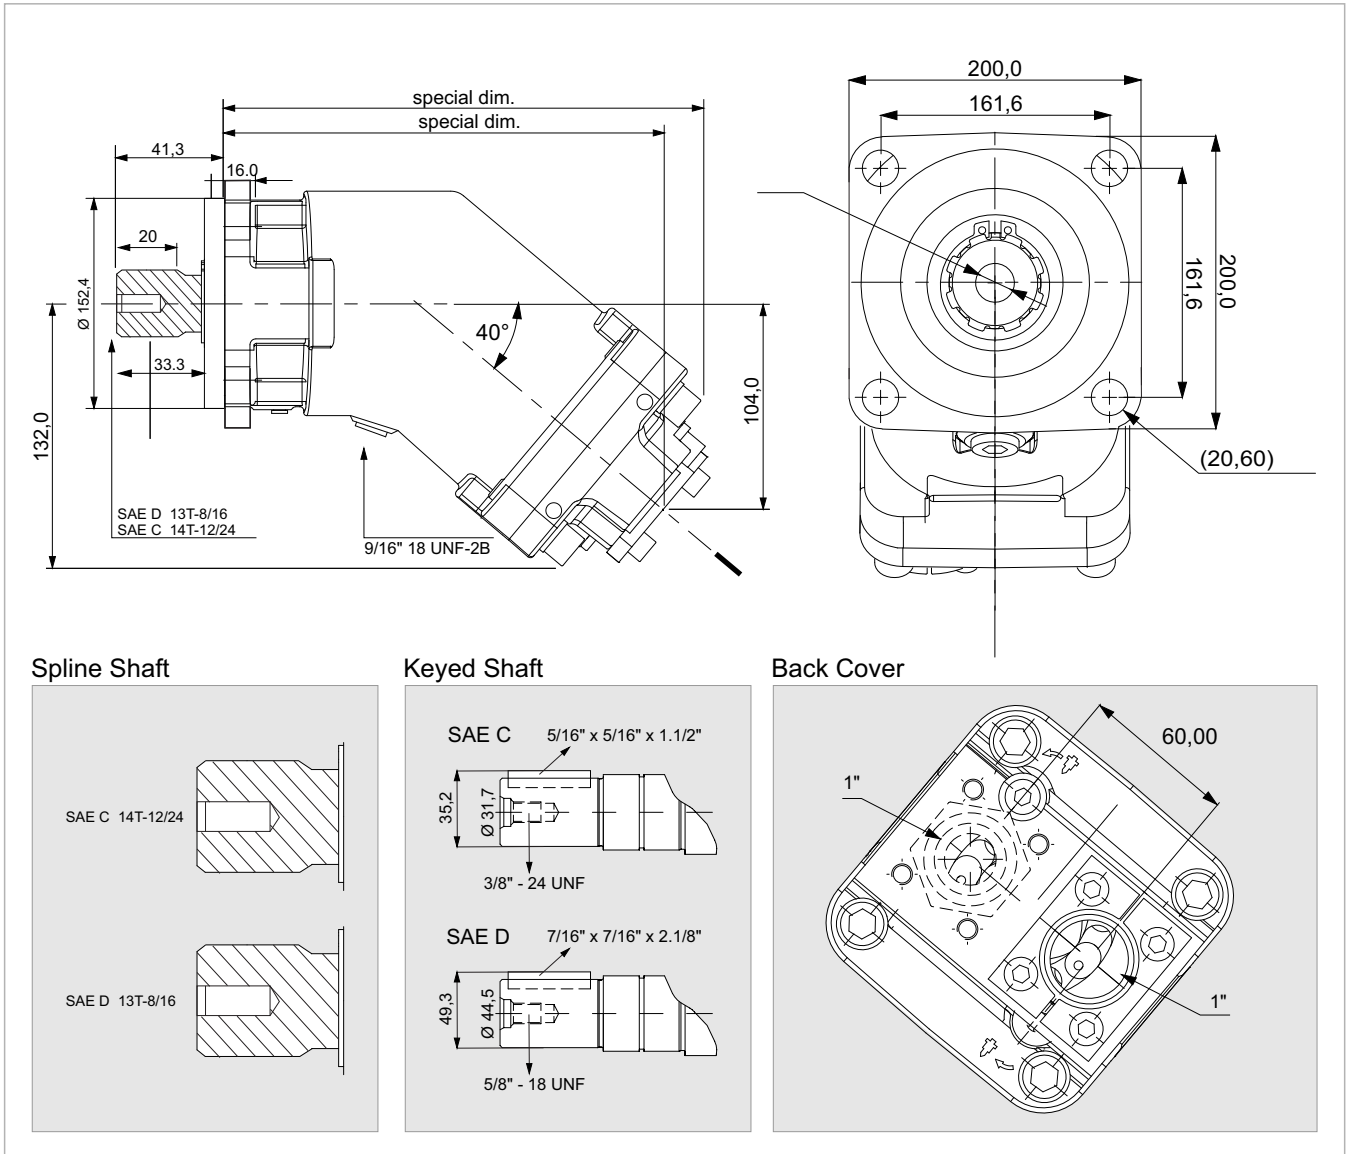 special dim.
special dim.
41,3
16.0
20
Ø 152,4
33.3
132,0
40°
104,0
SAE D 13T-8/16
SAE C 14T-12/24
9/16" 18 UNF-2B
200,0
161,6
161,6
200,0
(20,60)
Spline Shaft
SAE C 14T-12/24
SAE D 13T-8/16
Keyed Shaft
SAE C
5/16" x 5/16" x 1.1/2"
35,2
Ø 31,7
3/8" - 24 UNF
SAE D
7/16" x 7/16" x 2.1/8"
49,3
Ø 44,5
5/8" - 18 UNF
Back Cover
60,00
1"
1"